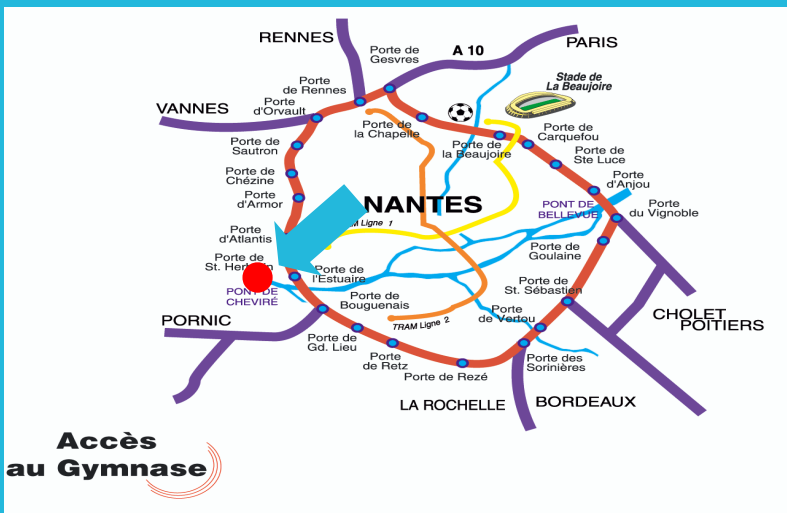 RENNES
Porte de
Gesvres
A 10
PARIS
Porte
de Rennes
Stade de
La Beaujoire
VANNES
Porte
d'Orvault
Porte de
la Chapelle
Porte de
Carquefou
Porte de
Sautron
Porte de
la Beaujoire
Porte de
Ste Luce
Porte de
Chézine
Porte
d'Anjou
Porte
d'Armor
NANTES
PONT DE
BELLEVUE
Porte
du Vignoble
Ligne 1
Porte
d'Atlantis
Porte de
Goulaine
Porte de
St.
Porte de
l'Estuaire
Porte de
St. Sébastien
PONT DE
CHEVIRÉ
Porte de
Bouguenais
Porte
de Vertou
CHOLET
POITIERS
PORNIC
TRAM Ligne 2
Porte de
Gd. Lieu
Porte
de Retz
Porte des
Sorinières
Porte de Rezé
LA ROCHELLE
BORDEAUX
Accès
au Gymnase